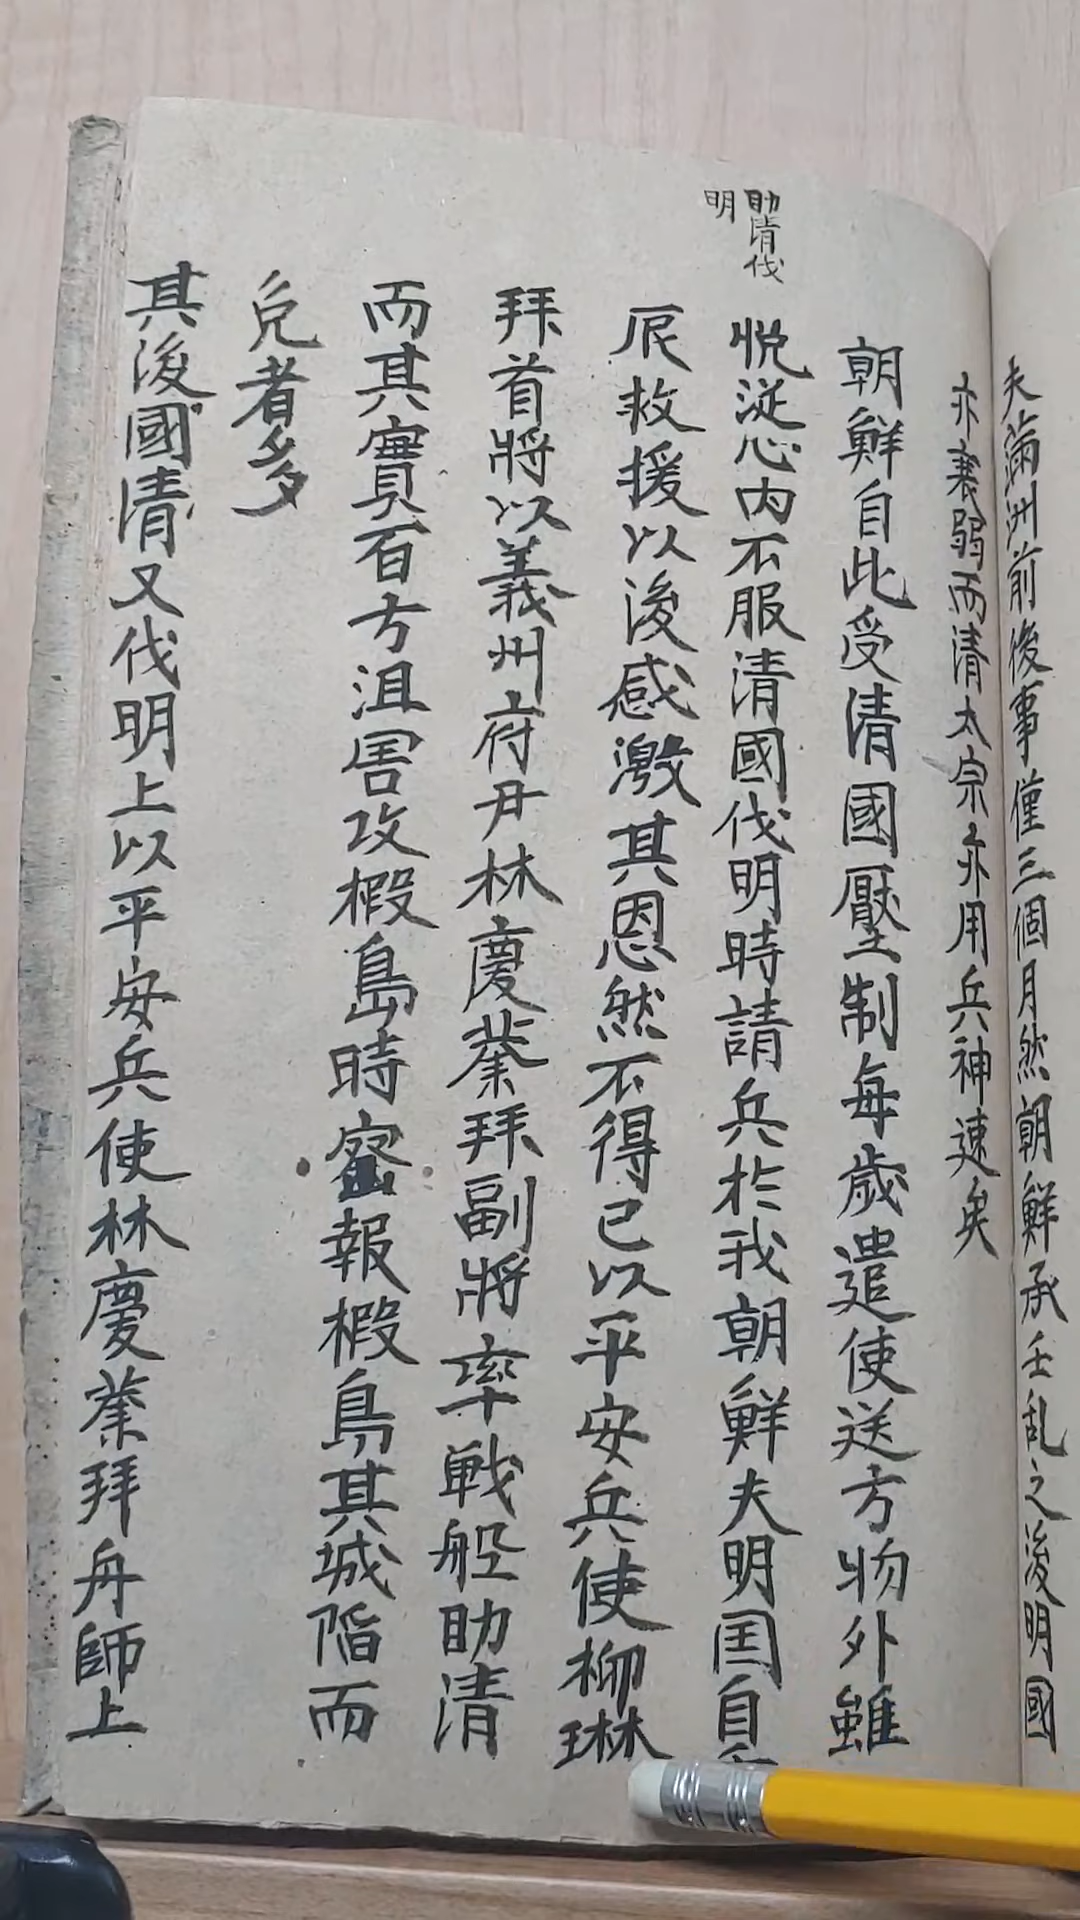 夫滿洲前後事僅三個月然朝鮮承壬乱之後明國
亦衰弱而清太宗亦用兵神速矣
助清伐
明
朝鮮自此受清國壓制每歲遣使送方物外雖
悅從心內不服清國伐明時請兵於我朝鮮夫明国自
辰救援以後感激其恩然不得已以平安兵使柳琳
拜首將以義州府尹林慶業拜副將率戦舡助清
而其實百方沮害攻椵島時密報椵島其城陷而
免者多
其後國清又伐明上以平安兵使林慶業拜舟師上